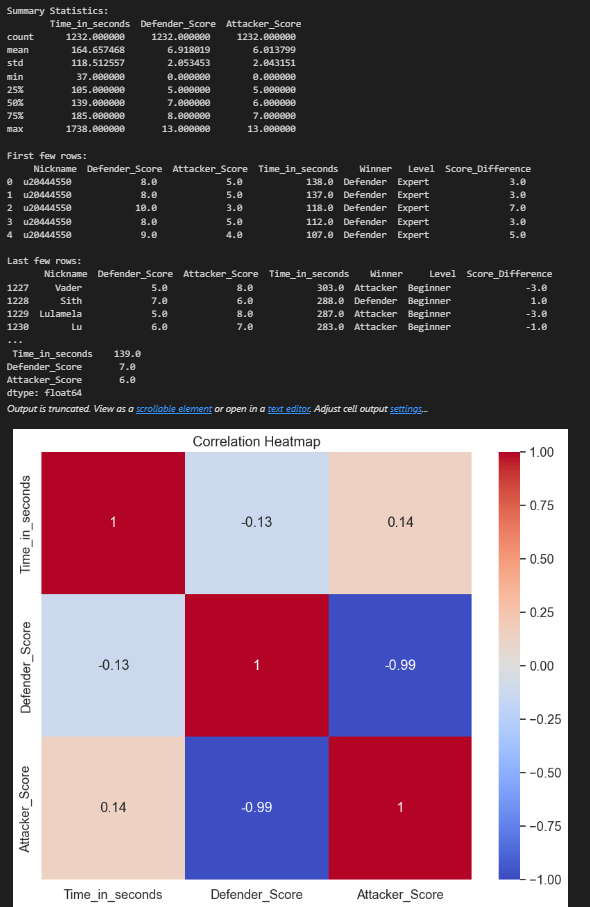 Summary Statistics:
Time_in_seconds Defender_Score Attacker_Score
count 1232.000000 1232.000000 1232.000000
mean 164.657468 6.918019 6.013799
std 118.512557 2.053453 2.043151
min 37.000000 0.000000 0.000000
25% 105.000000 5.000000 5.000000
50% 139.000000 7.000000 6.000000
75% 185.000000 8.000000 7.000000
max 1738.000000 13.000000 13.000000
First few rows:
Nickname Defender_Score Attacker_Score Time_in_seconds Winner Level Score_Difference
0 u20444550 8.0 5.0 138.0 Defender Expert 3.0
1 u20444550 8.0 5.0 137.0 Defender Expert 3.0
2 u20444550 10.0 3.0 118.0 Defender Expert 7.0
3 u20444550 8.0 5.0 112.0 Defender Expert 3.0
4 u20444550 9.0 4.0 107.0 Defender Expert 5.0
Last few rows:
Nickname Defender_Score Attacker_Score Time_in_seconds Winner Level Score_Difference
1227 Vader 5.0 8.0 303.0 Attacker Beginner -3.0
1228 Sith 7.0 6.0 288.0 Defender Beginner 1.0
1229 Lulamela 5.0 8.0 287.0 Attacker Beginner -3.0
1230 Lu 6.0 7.0 283.0 Attacker Beginner -1.0
...
Time_in_seconds 139.0
Defender_Score 7.0
Attacker_Score 6.0
dtype: float64
Output is truncated. View as a scrollable element or open in a text editor. Adjust cell output settings...
Correlation Heatmap
Time_in_seconds
1 -0.13 0.14
Defender_Score
-0.13 1 -0.99
Attacker_Score
0.14 -0.99 1
Time_in_seconds Defender_Score Attacker_Score
1.00
0.75
0.50
0.25
0.00
−0.25
−0.50
−0.75
−1.00